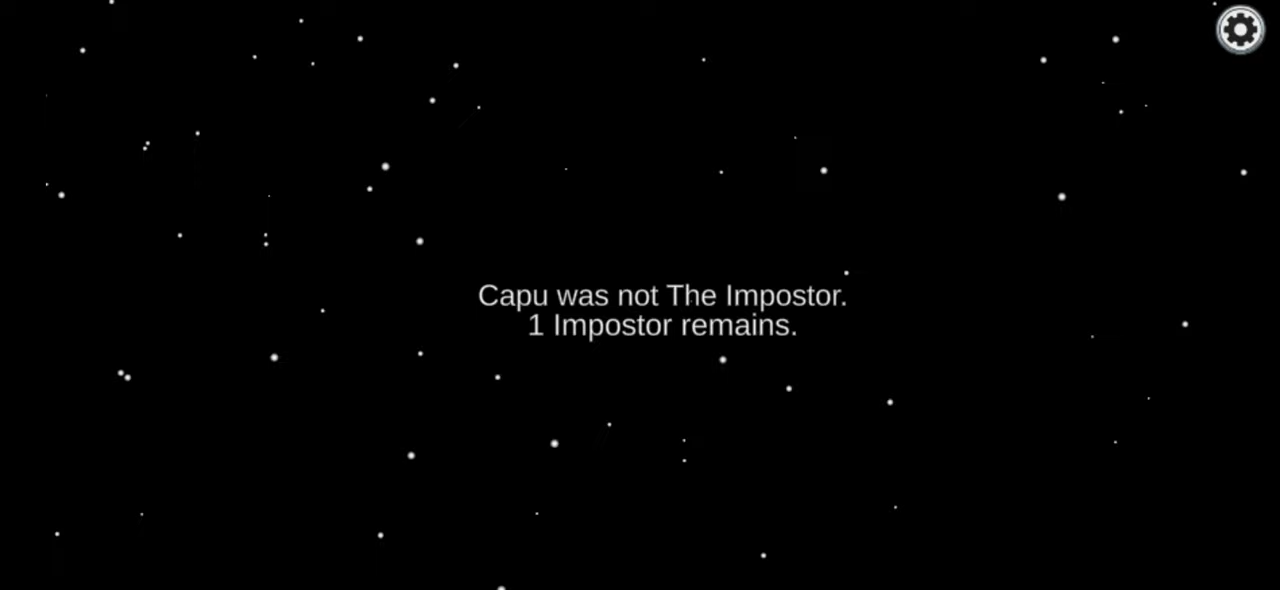 Capu was not The Impostor.
1 Impostor remains.